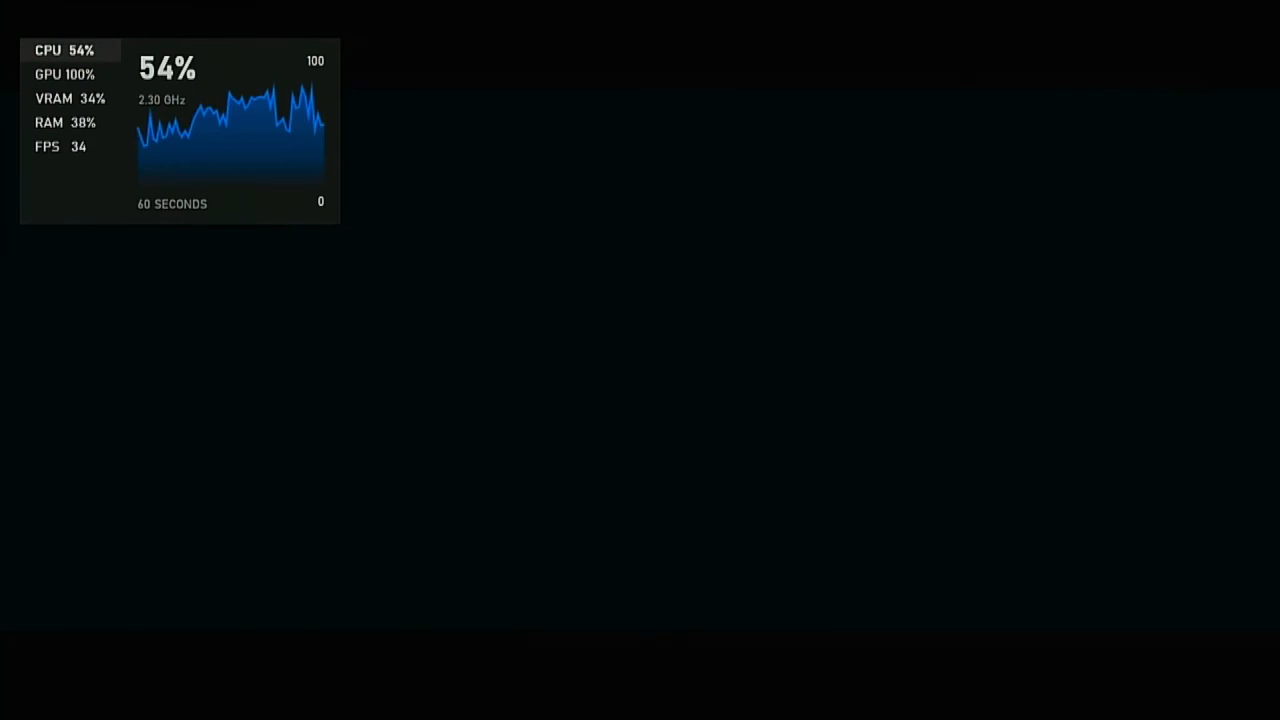 CPU 54%
GPU 100%
VRAM 34%
RAM 38%
FPS 34
54%
2.30 GHz
100
60 SECONDS
0